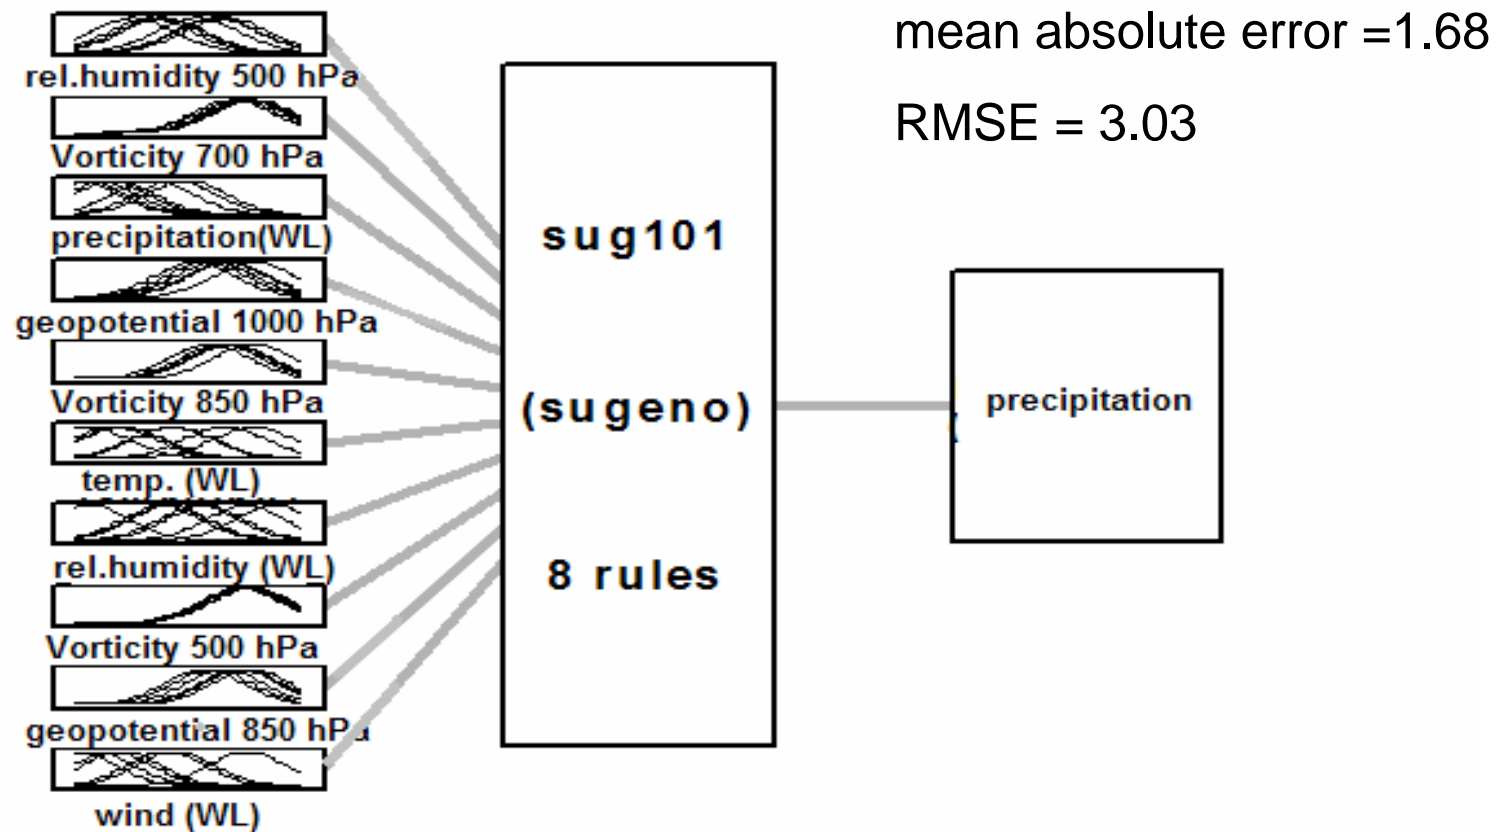 mean absolute error =1.68
RMSE = 3.03
rel.humidity 500 hPa
Vorticity 700 hPa
precipitation(WL)
geopotential 1000 hPa
Vorticity 850 hPa
temp. (WL)
rel.humidity (WL)
Vorticity 500 hPa
geopotential 850 hPa
wind (WL)
sug101
(sugeno)
8 rules
precipitation